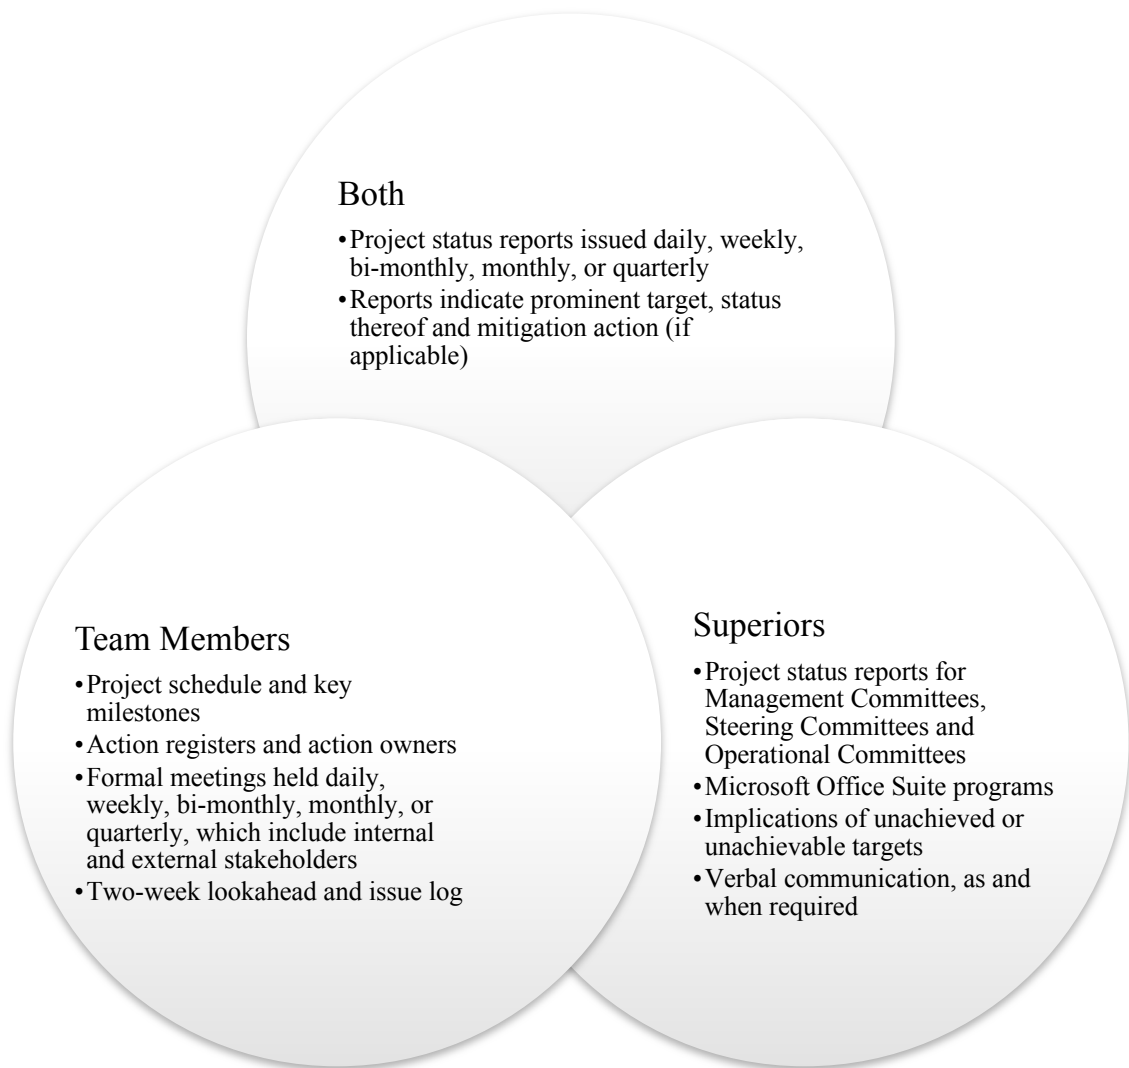 Both
•Project status reports issued daily, weekly,
bi-monthly, monthly, or quarterly
•Reports indicate prominent target, status
thereof and mitigation action (if
applicable)
Team Members
•Project schedule and key
milestones
•Action registers and action owners
•Formal meetings held daily,
weekly, bi-monthly, monthly, or
quarterly, which include internal
and external stakeholders
•Two-week lookahead and issue log
Superiors
•Project status reports for
Management Committees,
Steering Committees and
Operational Committees
•Microsoft Office Suite programs
•Implications of unachieved or
unachievable targets
•Verbal communication, as and
when required